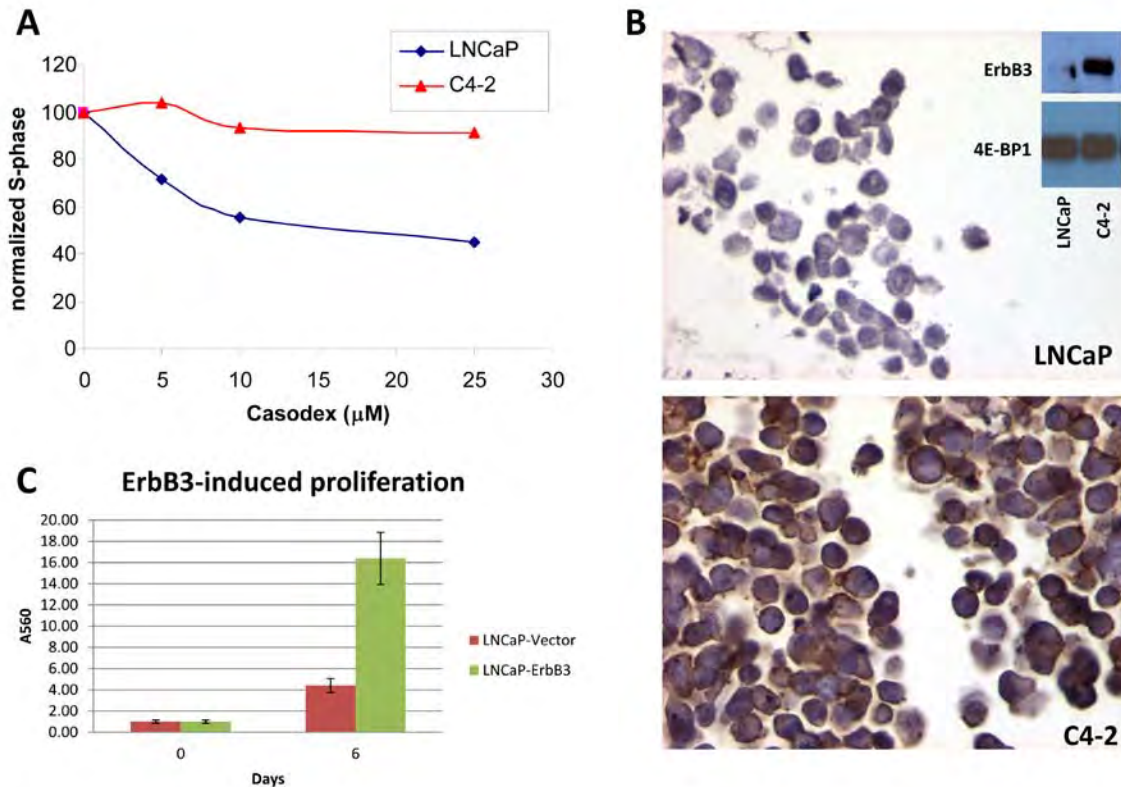 A
LNCaP
C4-2
120
100
80
60
40
20
0
normalized S-phase
0 5 10 15 20 25 30
Casodex (μM)
B
ErbB3
4E-BP1
LNCaP
C4-2
LNCaP
C4-2
C
ErbB3-induced proliferation
20.00
18.00
16.00
14.00
12.00
10.00
8.00
6.00
4.00
2.00
0.00
A560
0 6
Days
LNCaP-Vector
LNCaP-ErbB3